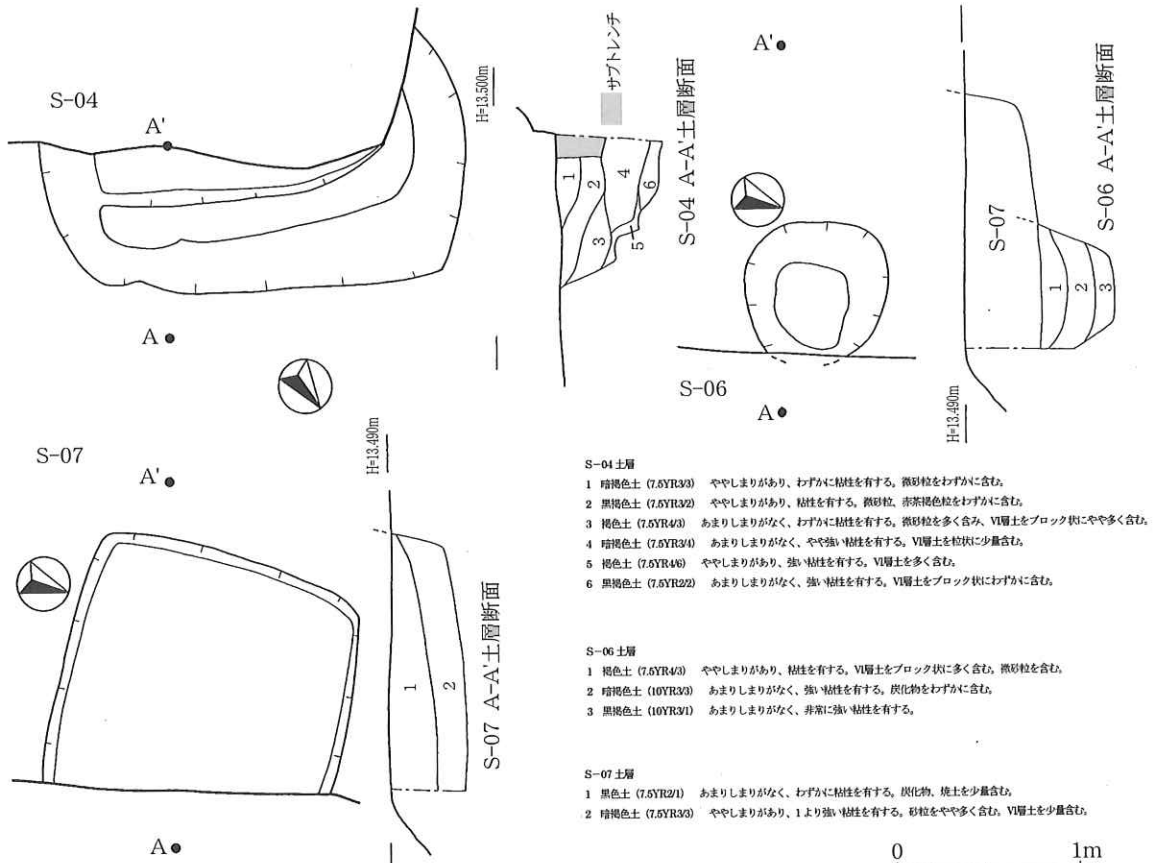 S-04
A'
A
H=13.500m
サブトレンチ
1
2
3
4
5
6
S-04 A-A'土層断面
A'
S-06
A
S-07
1
2
3
H=13.490m
S-06 A-A'土層断面
S-07
A'
A
H=13.490m
1
2
S-07 A-A'土層断面
S-04 土層
1 暗褐色土 (7.5YR3/3) ややしまりがあり、わずかに粘性を有する。微砂粒をわずかに含む。
2 黒褐色土 (7.5YR3/2) ややしまりがあり、粘性を有する。微砂粒、赤茶褐色粒をわずかに含む。
3 褐色土 (7.5YR4/3) あまりしまりがなく、わずかに粘性を有する。微砂粒を多く含み、VI層土をブロック状にやや多く含む。
4 暗褐色土 (7.5YR3/4) あまりしまりがなく、やや強い粘性を有する。VI層土を粒状に少量含む。
5 褐色土 (7.5YR4/6) ややしまりがあり、強い粘性を有する。VI層土を多く含む。
6 黒褐色土 (7.5YR2/2) あまりしまりがなく、強い粘性を有する。VI層土をブロック状にわずかに含む。
S-06 土層
1 褐色土 (7.5YR4/3) ややしまりがあり、粘性を有する。VI層土をブロック状に多く含む。微砂粒を含む。
2 暗褐色土 (10YR3/3) あまりしまりがなく、強い粘性を有する。炭化物をわずかに含む。
3 黒褐色土 (10YR3/1) あまりしまりがなく、非常に強い粘性を有する。
S-07 土層
1 黒色土 (7.5YR2/1) あまりしまりがなく、わずかに粘性を有する。炭化物、焼土を少量含む。
2 暗褐色土 (7.5YR3/3) ややしまりがあり、1より強い粘性を有する。砂粒をやや多く含む。VI層土を少量含む。
0 1m